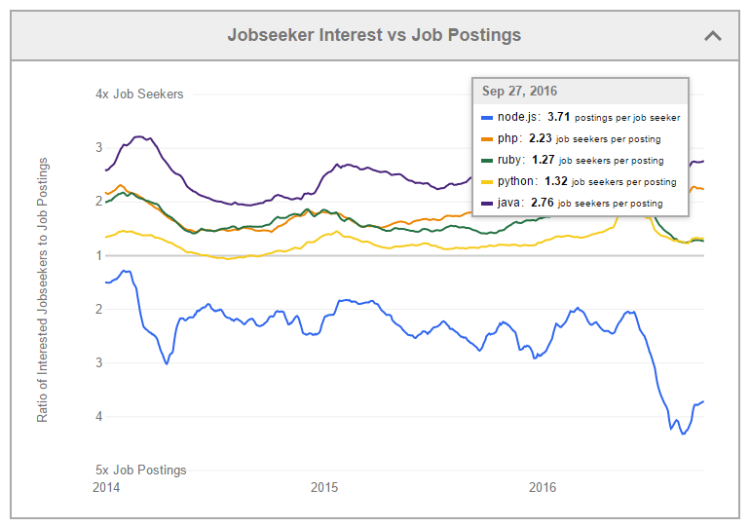 Jobseeker Interest vs Job Postings
4x Job Seekers
Sep 27, 2016
node.js: 3.71 postings per job seeker
php: 2.23 job seekers per posting
ruby: 1.27 job seekers per posting
python: 1.32 job seekers per posting
java: 2.76 job seekers per posting
3
2
1
2
3
4
5x Job Postings
Ratio of Interested Jobseekers to Job Postings
2014
2015
2016